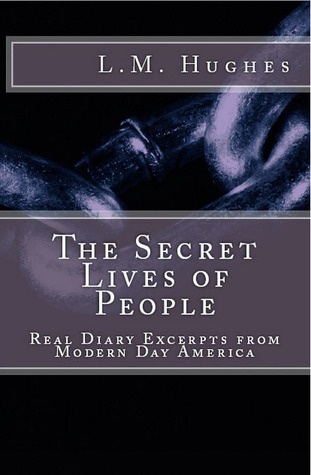 L.M. Hughes
The Secret
Lives of
People
Real Diary Excerpts from
Modern Day America